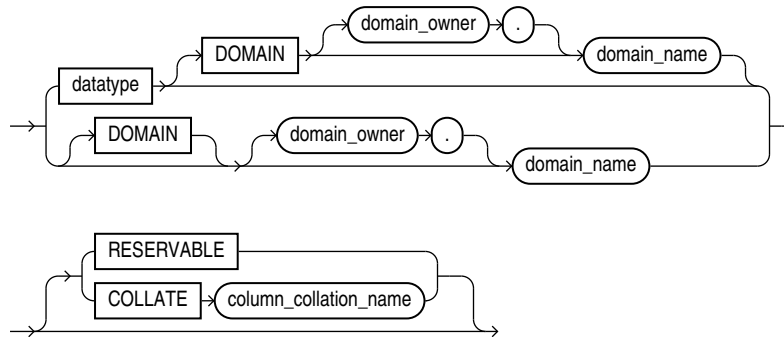 domain_owner .
DOMAIN domain_name
datatype
DOMAIN domain_owner .
domain_name
RESERVABLE
COLLATE column_collation_name